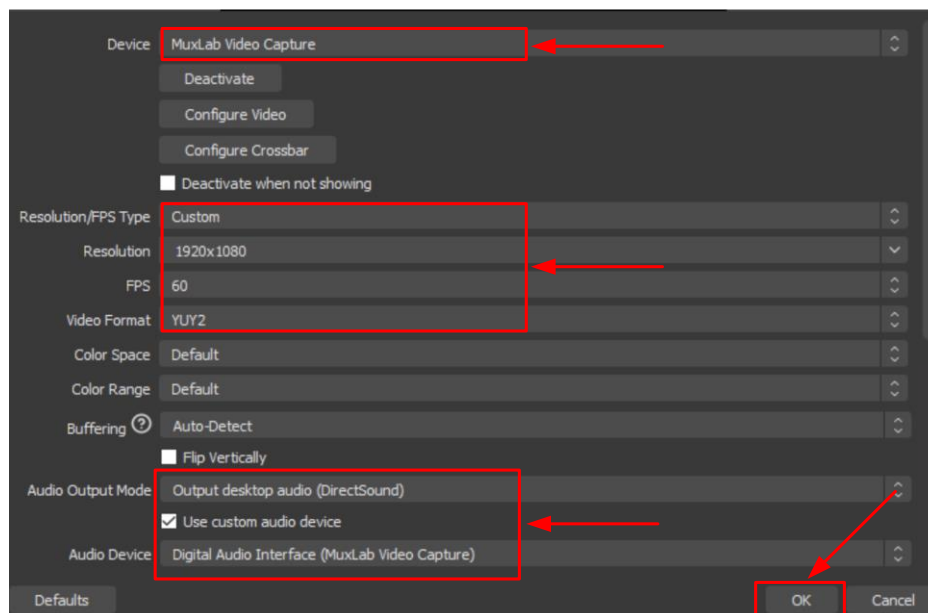 Device MuxLab Video Capture
Deactivate
Configure Video
Configure Crossbar
Deactivate when not showing
Resolution/FPS Type Custom
Resolution 1920x1080
FPS 60
Video Format YUY2
Color Space Default
Color Range Default
Buffering ? Auto-Detect
Flip Vertically
Audio Output Mode Output desktop audio (DirectSound)
Use custom audio device
Audio Device Digital Audio Interface (MuxLab Video Capture)
Defaults OK Cancel